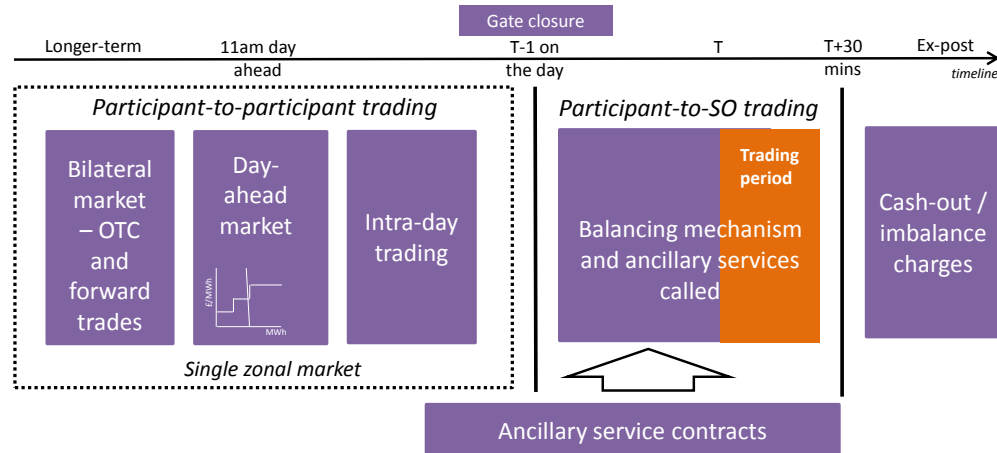 Gate closure
Longer-term
11am day
ahead
T-1 on
the day
T
T+30
mins
Ex-post
timeline
Participant-to-participant trading
Participant-to-SO trading
Bilateral
market
– OTC
and
forward
trades
Day-
ahead
market
£/MWh
MWh
Intra-day
trading
Trading
period
Balancing mechanism
and ancillary services
called
Cash-out /
imbalance
charges
Single zonal market
Ancillary service contracts